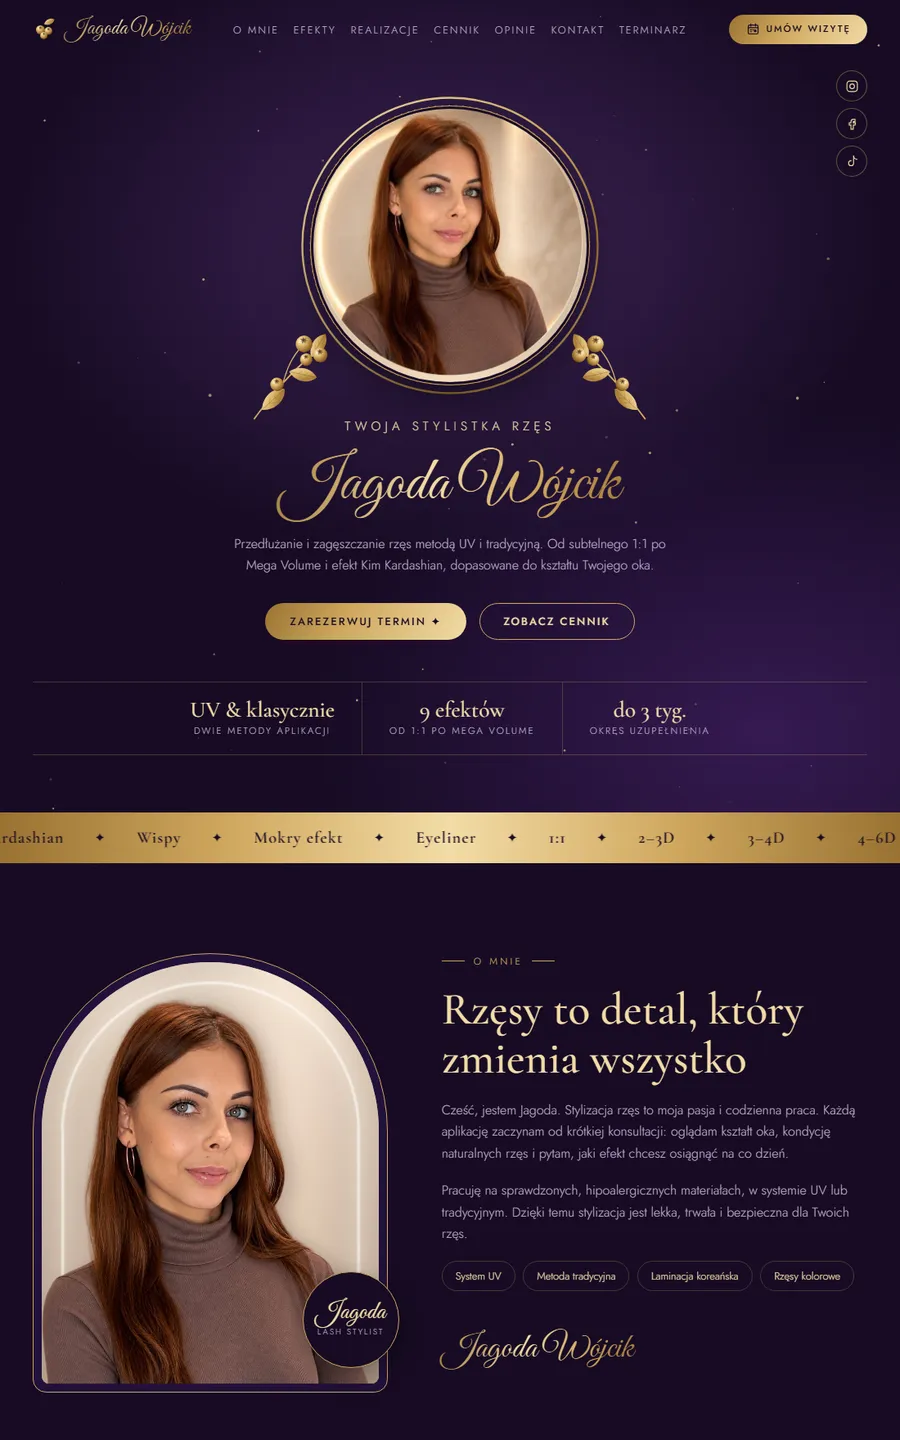 Jagoda Wójcik
O MNIE EFEKTY REALIZACJE CENNIK OPINIE KONTAKT TERMINARZ
UMÓW WIZYTĘ
TWOJA STYLISTKA RZĘS
Jagoda Wójcik
Przedłużanie i zagęszczanie rzęs metodą UV i tradycyjną. Od subtelnego 1:1 po
Mega Volume i efekt Kim Kardashian, dopasowane do kształtu Twojego oka.
ZAREZERWUJ TERMIN ✦
ZOBACZ CENNIK
UV & klasycznie
DWIE METODY APLIKACJI
9 efektów
OD 1:1 PO MEGA VOLUME
do 3 tyg.
OKRES UZUPEŁNIENIA
rdashian ✦ Wispy ✦ Mokry efekt ✦ Eyeliner ✦ 1:1 ✦ 2–3D ✦ 3–4D ✦ 4–6D
O MNIE
Rzęsy to detal, który
zmienia wszystko
Cześć, jestem Jagoda. Stylizacja rzęs to moja pasja i codzienna praca. Każdą
aplikację zaczynam od krótkiej konsultacji: oglądam kształt oka, kondycję
naturalnych rzęs i pytam, jaki efekt chcesz osiągnąć na co dzień.
Pracuję na sprawdzonych, hipoalergicznych materiałach, w systemie UV lub
tradycyjnym. Dzięki temu stylizacja jest lekka, trwała i bezpieczna dla Twoich
rzęs.
System UV
Metoda tradycyjna
Laminacja koreańska
Rzęsy kolorowe
Jagoda
LASH STYLIST
Jagoda Wójcik